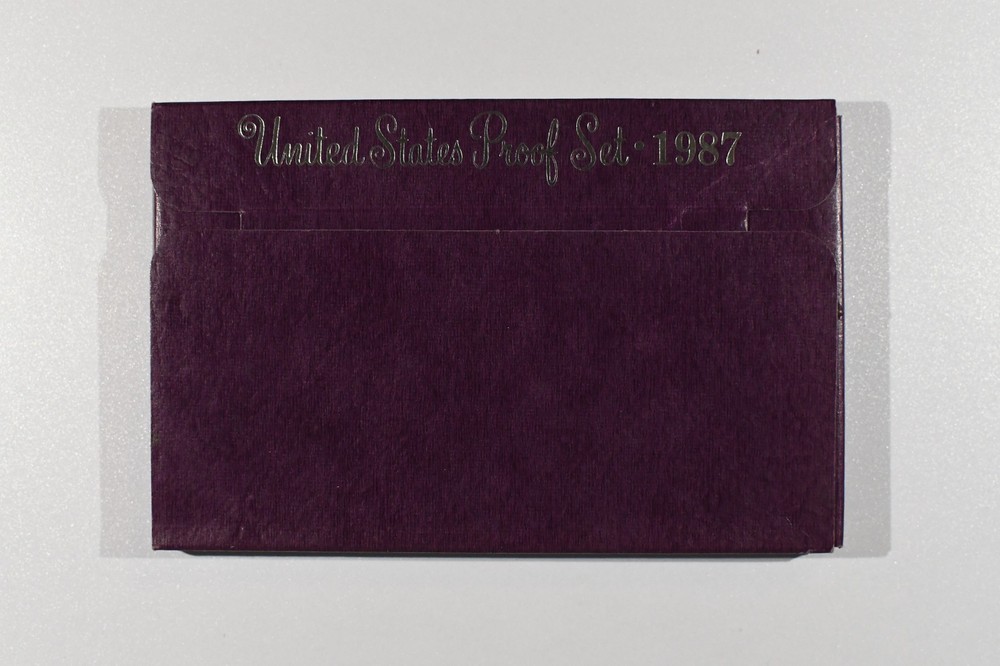 United States Proof Set · 1987